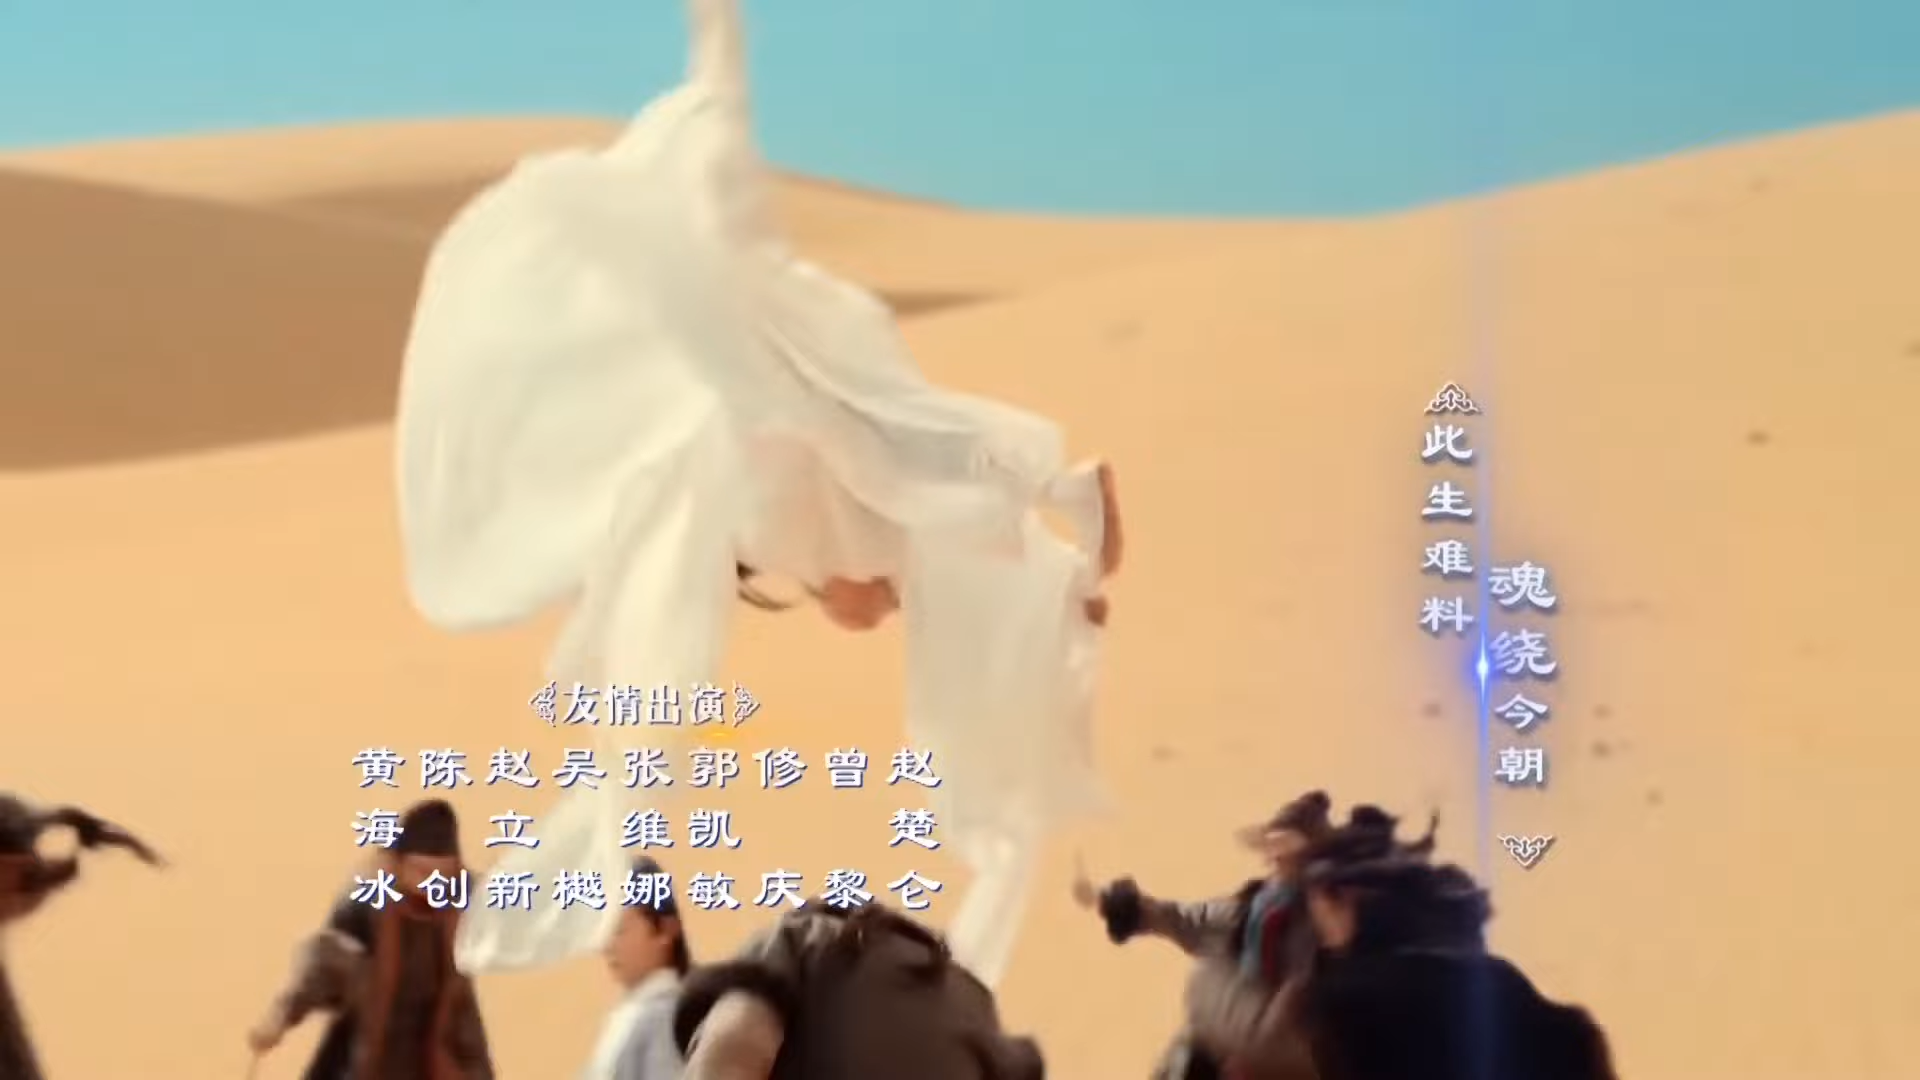 友情出演
黄海冰
陈创
赵立新
吴樾
张维娜
郭凯敏
修庆
曾黎
赵楚仑
此生难料
魂绕今朝